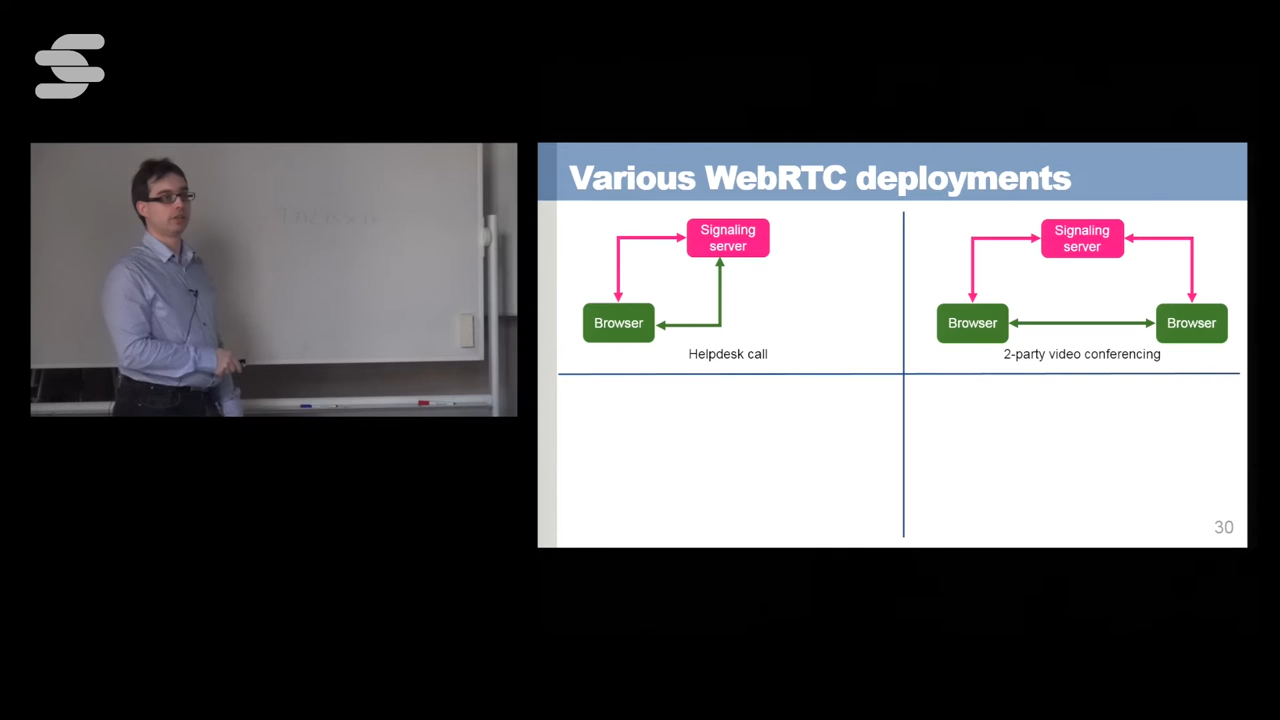 Various WebRTC deployments
Signaling
server
Browser
Helpdesk call
Signaling
server
Browser
Browser
2-party video conferencing
30